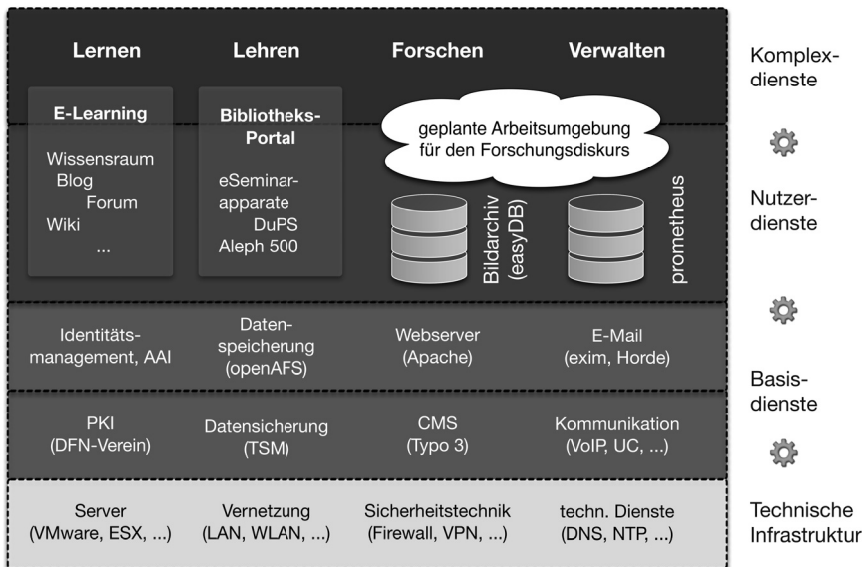 Lernen
Lehren
Forschen
Verwalten
Komplex-
dienste
E-Learning
Wissensraum
Blog
Forum
Wiki
...
Bibliotheks-
Portal
eSeminar-
apparate
DuPS
Aleph 500
geplante Arbeitsumgebung
für den Forschungsdiskurs
Bildarchiv
(easyDB)
prometheus
Nutzer-
dienste
Identitäts-
management, AAI
Daten-
speicherung
(openAFS)
Webserver
(Apache)
E-Mail
(exim, Horde)
Basis-
dienste
PKI
(DFN-Verein)
Datensicherung
(TSM)
CMS
(Typo 3)
Kommunikation
(VoIP, UC, ...)
Server
(VMware, ESX, ...)
Vernetzung
(LAN, WLAN, ...)
Sicherheitstechnik
(Firewall, VPN, ...)
techn. Dienste
(DNS, NTP, ...)
Technische
Infrastruktur